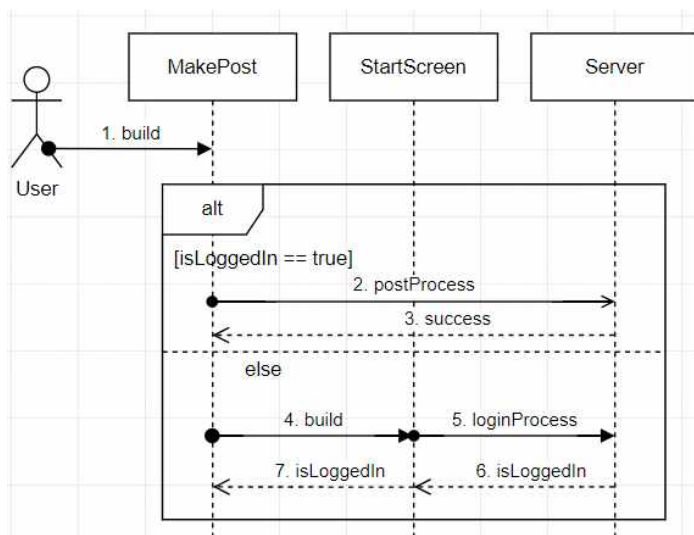 MakePost
StartScreen
Server
1. build
User
alt
[isLoggedIn == true]
2. postProcess
3. success
else
4. build
5. loginProcess
7. isLoggedIn
6. isLoggedIn